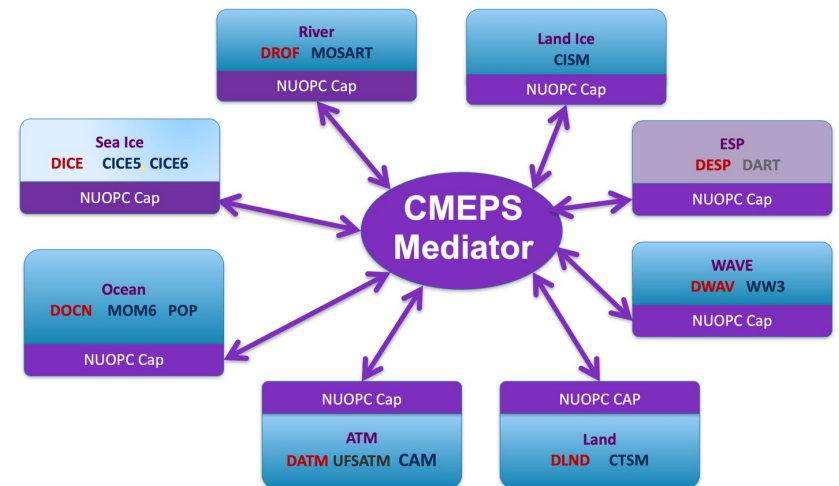 River
DROF MOSART
NUOPC Cap
Land Ice
CISM
NUOPC Cap
Sea Ice
DICE CICE5, CICE6
NUOPC Cap
ESP
DESP DART
NUOPC Cap
CMEPS
Mediator
Ocean
DOCN MOM6 POP
NUOPC Cap
WAVE
DWAV WW3
NUOPC Cap
NUOPC Cap
ATM
DATM UFSATM CAM
NUOPC CAP
Land
DLND CTSM